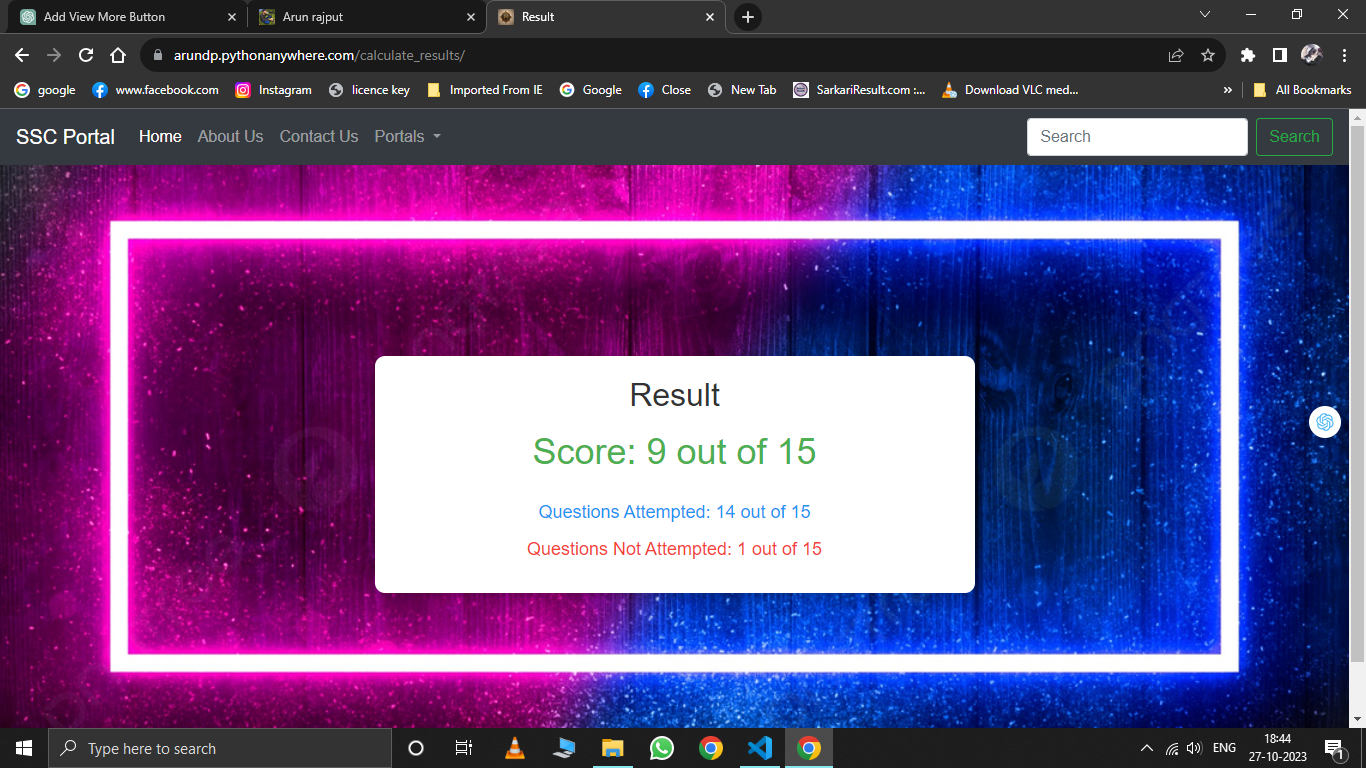 Add View More Button
Arun rajput
Result
arundp.pythonanywhere.com/calculate_results/
google
www.facebook.com
Instagram
licence key
Imported From IE
Google
Close
New Tab
SarkariResult.com :...
Download VLC med...
»
All Bookmarks
SSC Portal
Home
About Us
Contact Us
Portals
Search
Search
Result
Score: 9 out of 15
Questions Attempted: 14 out of 15
Questions Not Attempted: 1 out of 15
Type here to search
ENG
18:44
27-10-2023
1